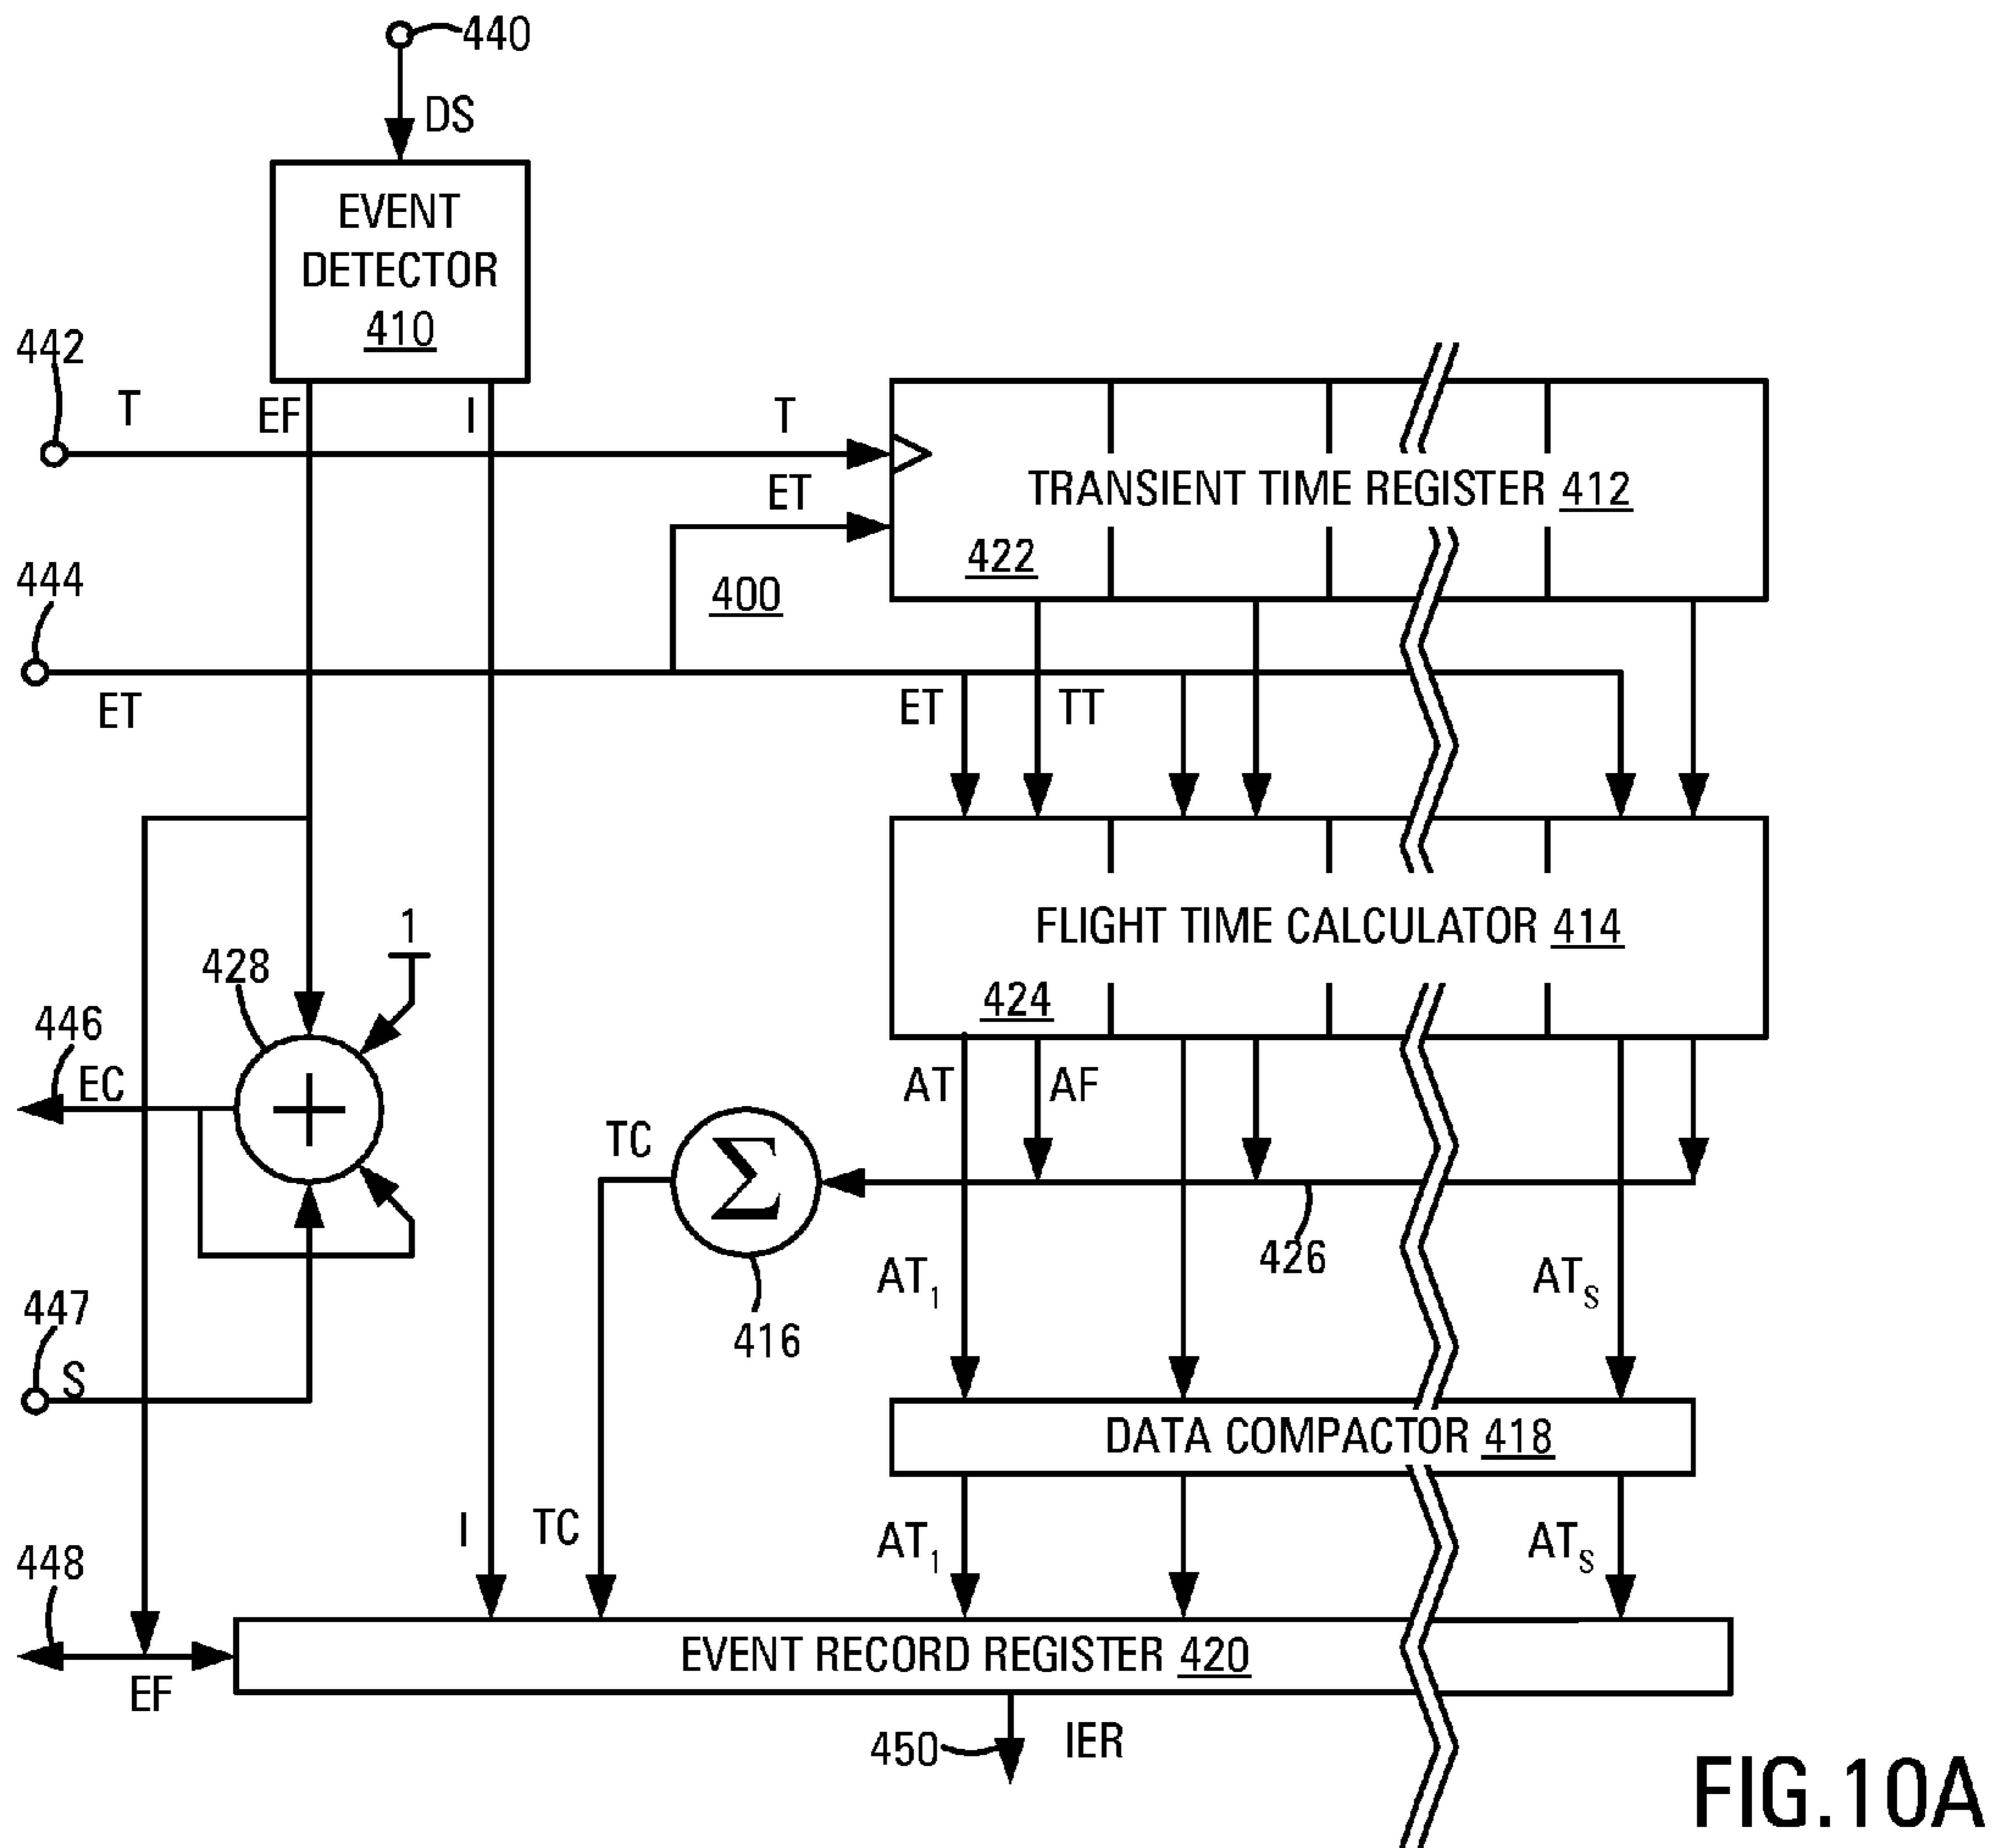 440
DS
EVENT
DETECTOR
410
442
T
EF
I
T
ET
TRANSIENT TIME REGISTER 412
422
400
444
ET
ET
TT
1
428
FLIGHT TIME CALCULATOR 414
424
446
EC
+
AT
AF
TC
Σ
416
426
AT1
ATS
447
S
DATA COMPACTOR 418
I
TC
AT1
ATS
448
EF
EVENT RECORD REGISTER 420
450
IER
FIG.10A